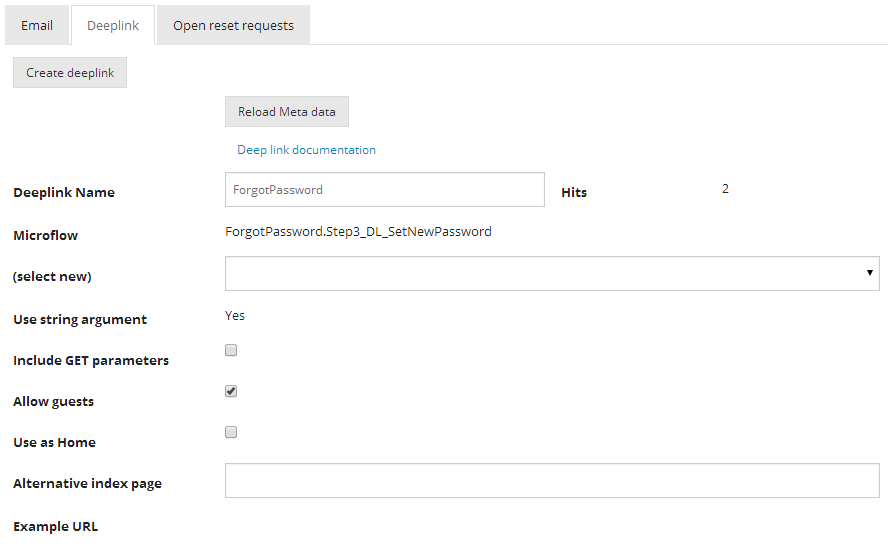 Email Deeplink Open reset requests
Create deeplink
Reload Meta data
Deep link documentation
Deeplink Name ForgotPassword Hits 2
Microflow ForgotPassword.Step3_DL_SetNewPassword
(select new)
Use string argument Yes
Include GET parameters
Allow guests
Use as Home
Alternative index page
Example URL